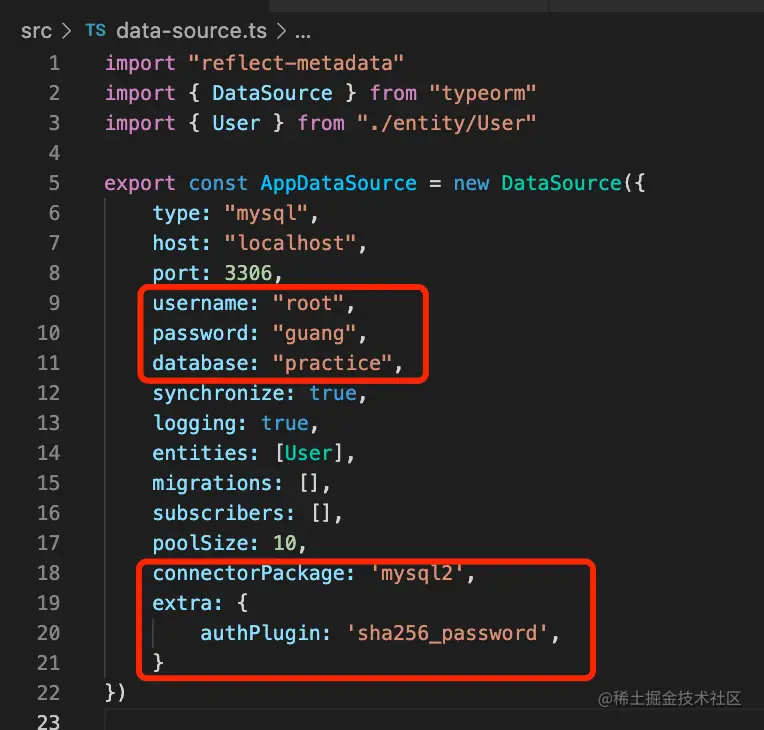 src > TS data-source.ts > ...
1 import "reflect-metadata"
2 import { DataSource } from "typeorm"
3 import { User } from "./entity/User"
4
5 export const AppDataSource = new DataSource({
6 type: "mysql",
7 host: "localhost",
8 port: 3306,
9 username: "root",
10 password: "guang",
11 database: "practice",
12 synchronize: true,
13 logging: true,
14 entities: [User],
15 migrations: [],
16 subscribers: [],
17 poolSize: 10,
18 connectorPackage: 'mysql2',
19 extra: {
20 authPlugin: 'sha256_password',
21 }
22 })
23
@稀土掘金技术社区